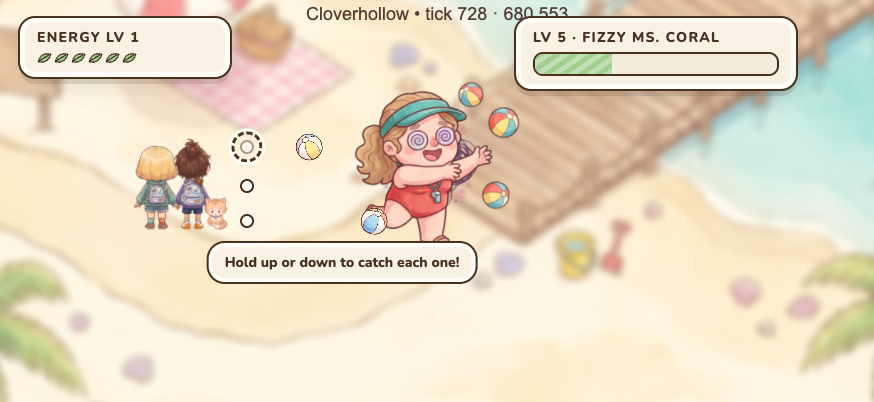 Cloverhollow • tick 728 · 680,553
ENERGY LV 1
LV 5 · FIZZY MS. CORAL
Hold up or down to catch each one!